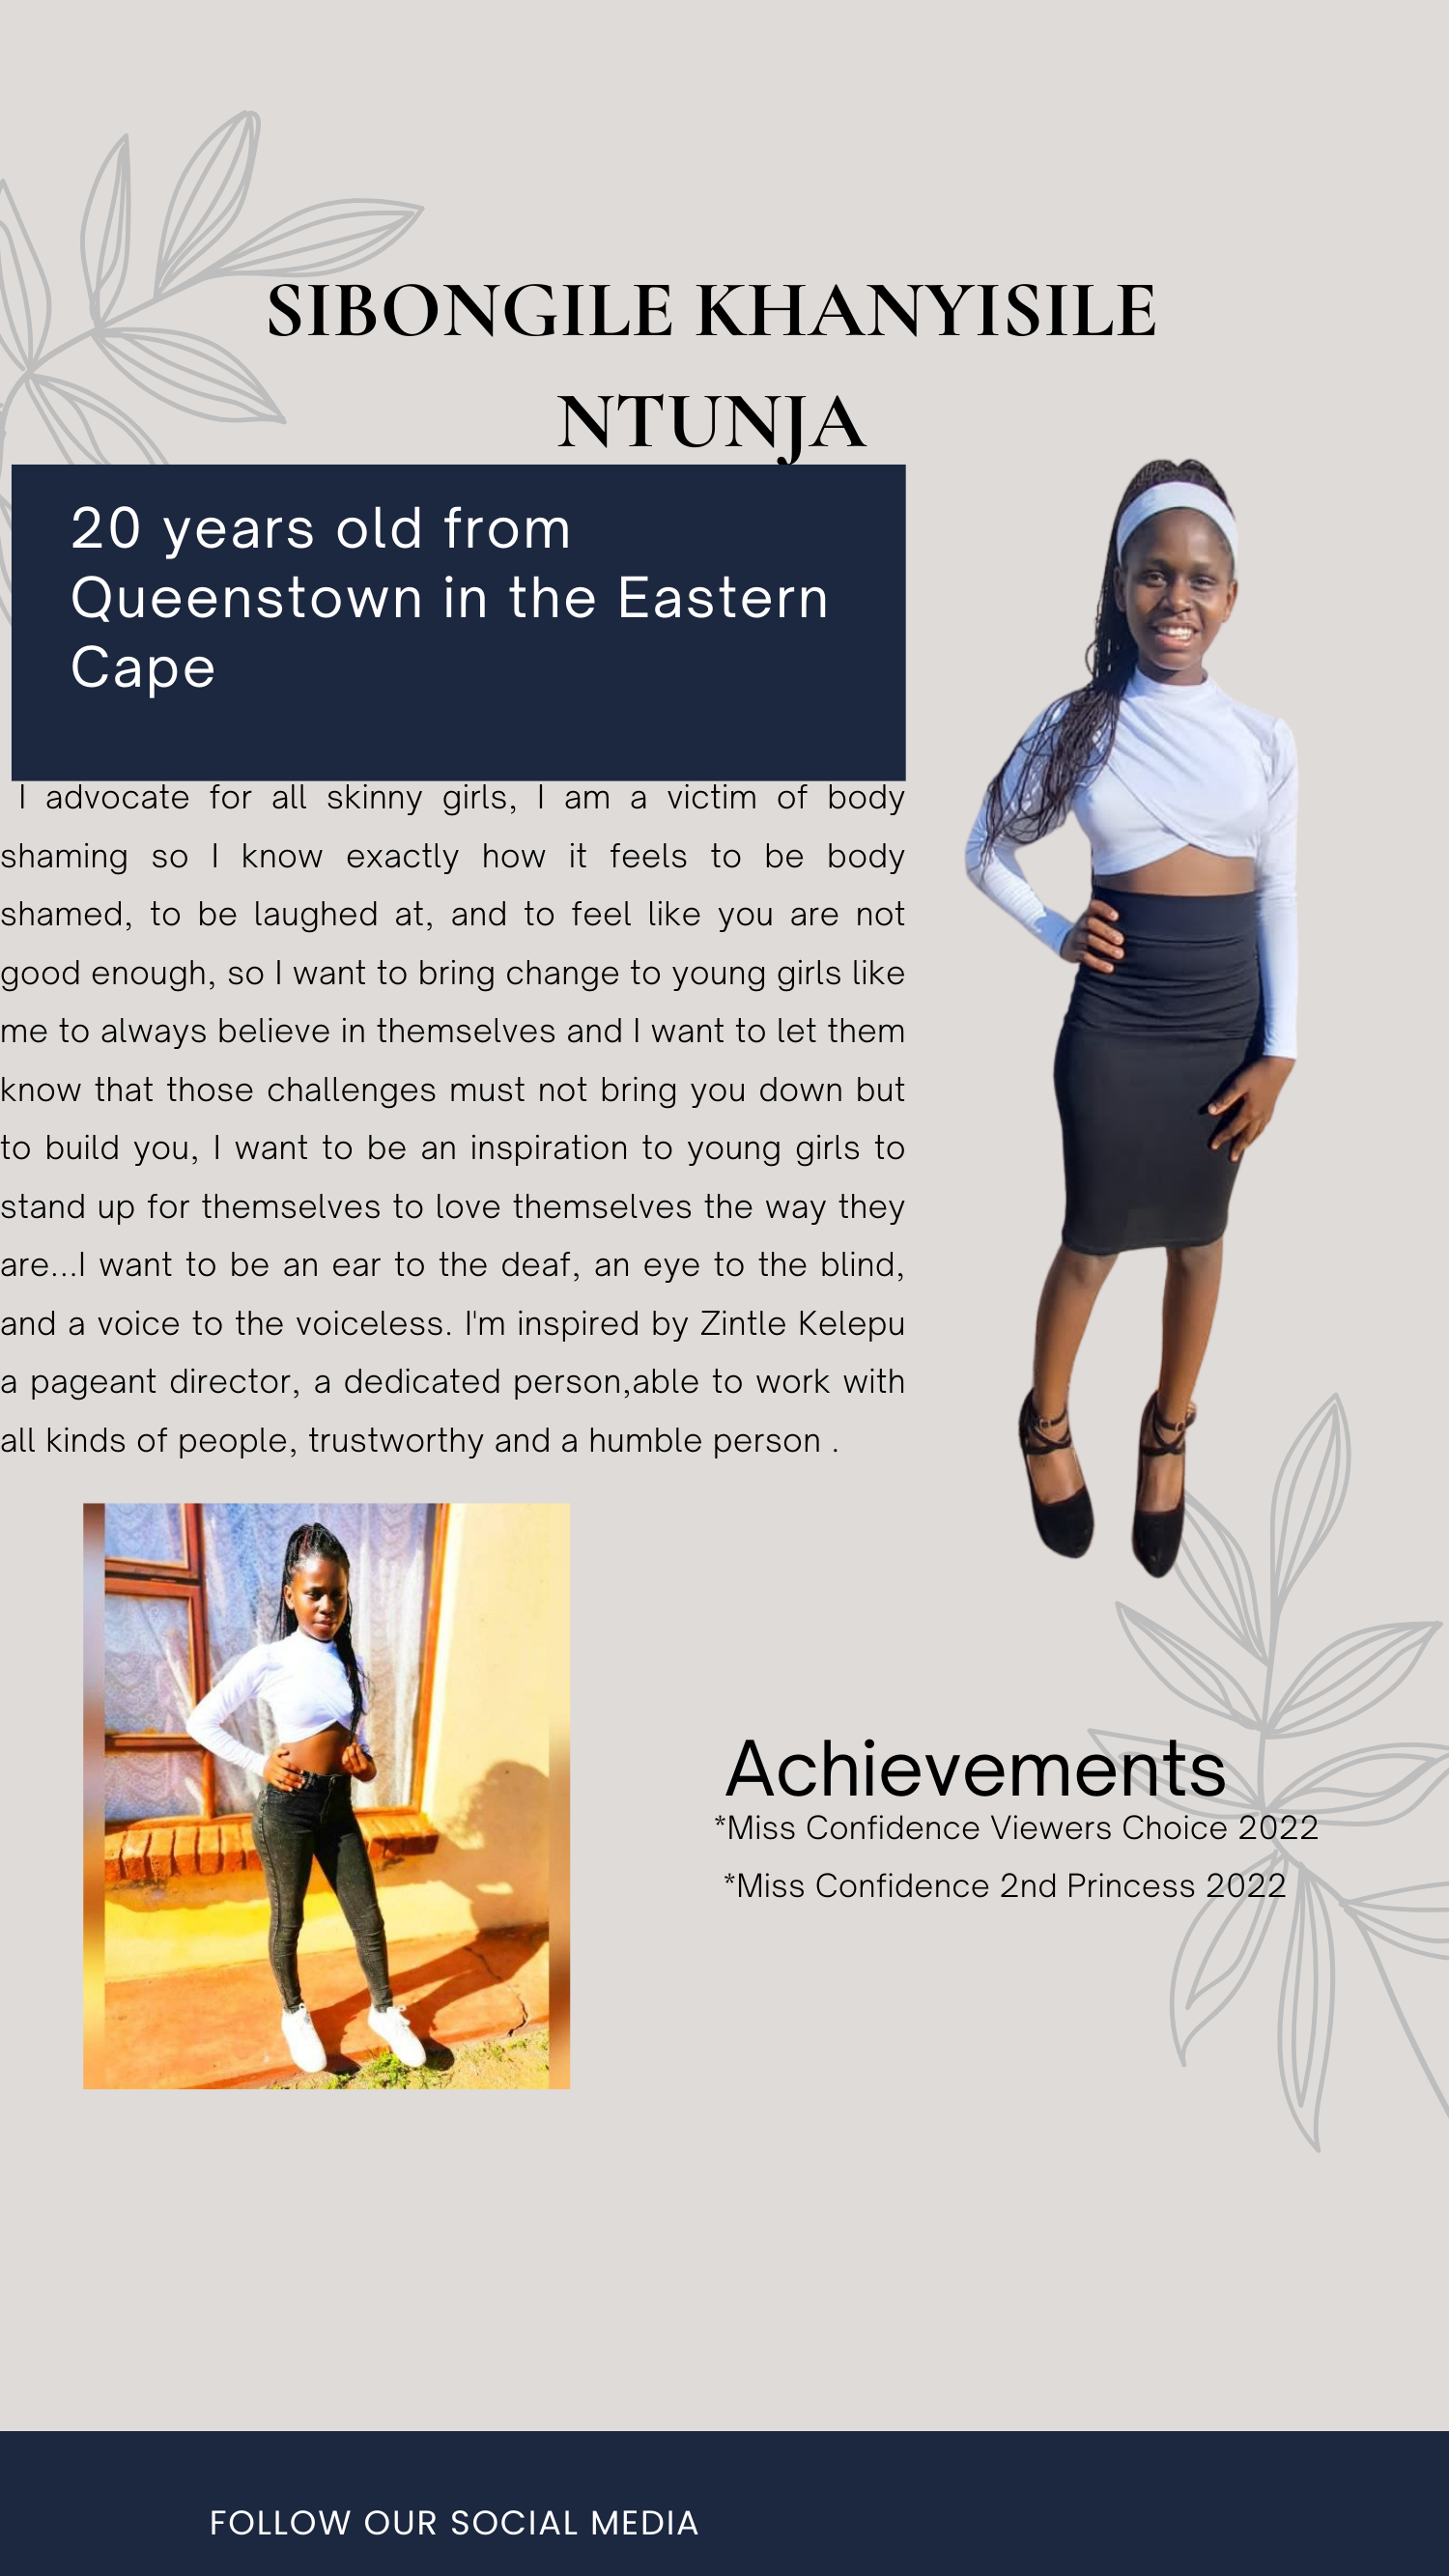 SIBONGILE KHANYISILE
NTUNJA
20 years old from
Queenstown in the Eastern
Cape
I advocate for all skinny girls, I am a victim of body
shaming so I know exactly how it feels to be body
shamed, to be laughed at, and to feel like you are not
good enough, so I want to bring change to young girls like
me to always believe in themselves and I want to let them
know that those challenges must not bring you down but
to build you, I want to be an inspiration to young girls to
stand up for themselves to love themselves the way they
are...I want to be an ear to the deaf, an eye to the blind,
and a voice to the voiceless. I'm inspired by Zintle Kelepu
a pageant director, a dedicated person,able to work with
all kinds of people, trustworthy and a humble person .
Achievements
*Miss Confidence Viewers Choice 2022
*Miss Confidence 2nd Princess 2022
FOLLOW OUR SOCIAL MEDIA